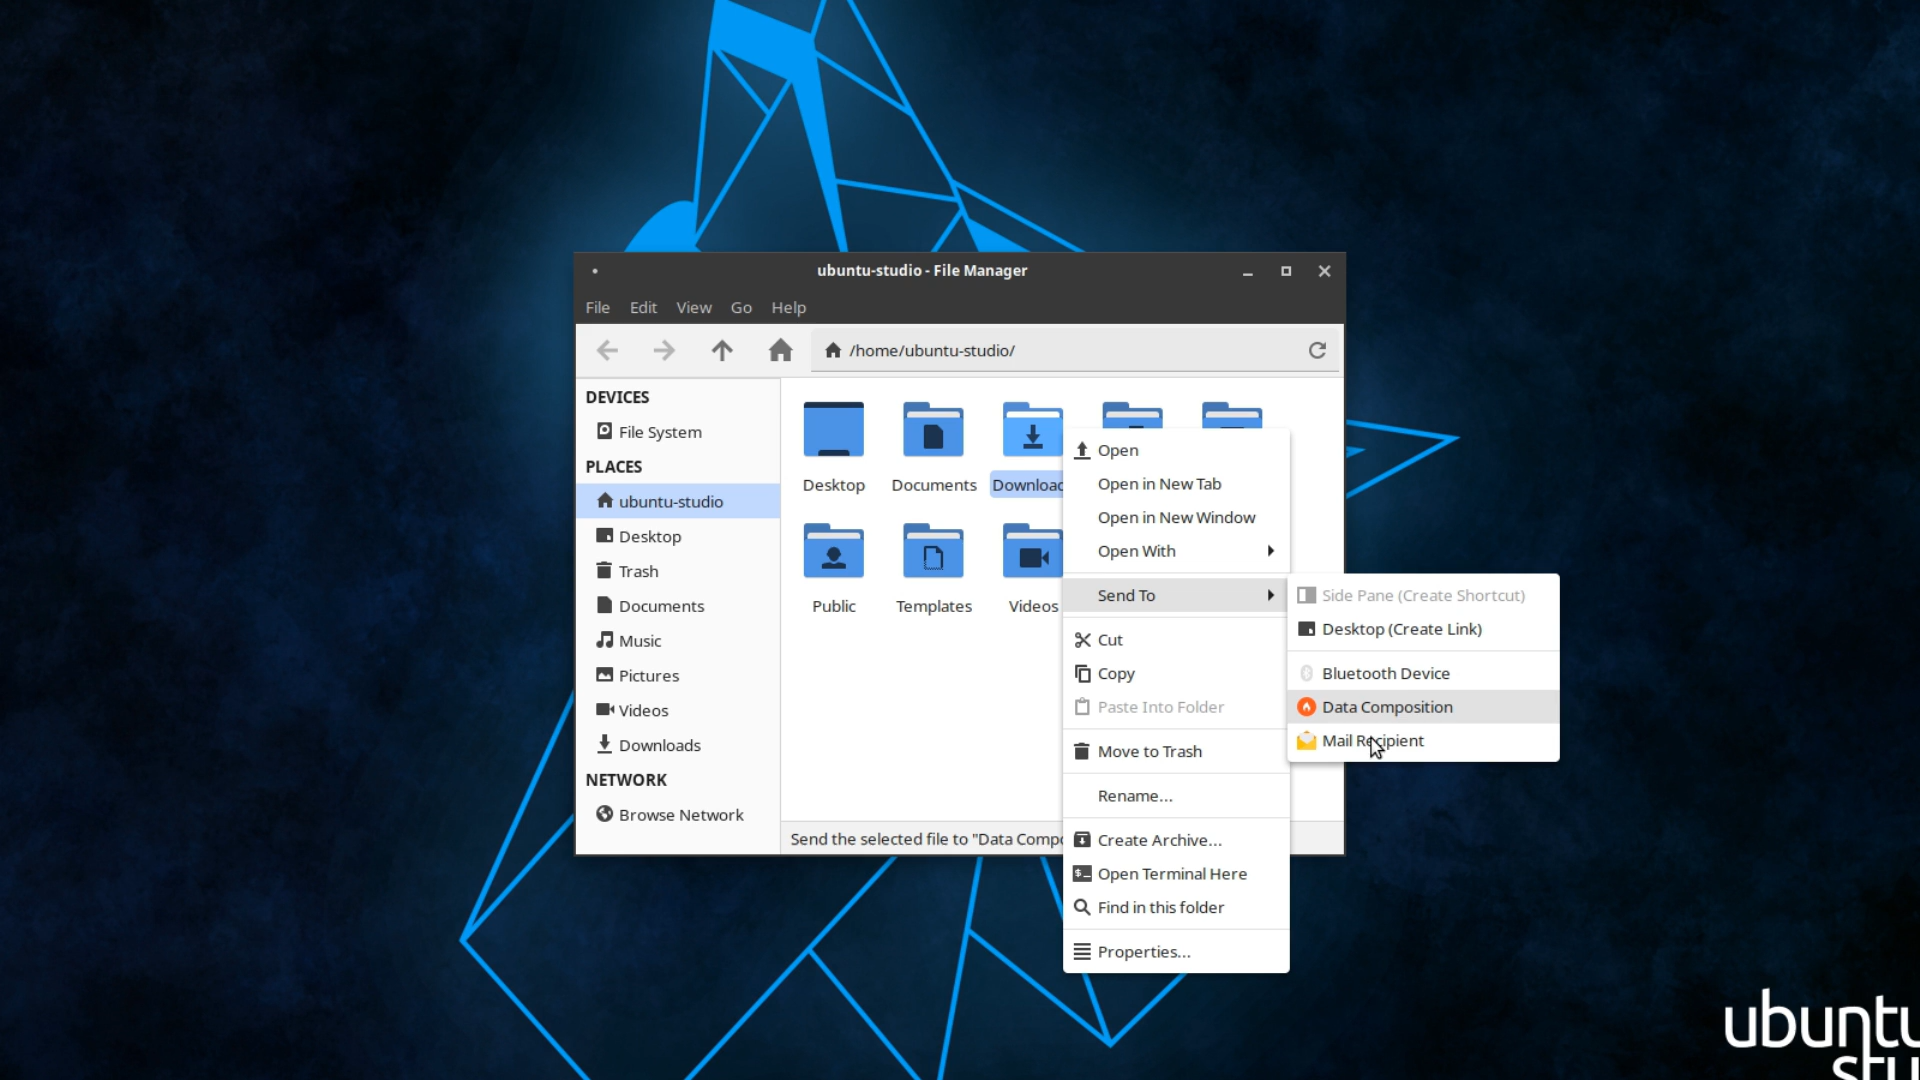 ubuntu-studio - File Manager
File Edit View Go Help
/home/ubuntu-studio/
DEVICES
File System
PLACES
ubuntu-studio
Desktop
Trash
Documents
Music
Pictures
Videos
Downloads
NETWORK
Browse Network
Desktop Documents Downloac
Public Templates Videos
Send the selected file to "Data Compo
Open
Open in New Tab
Open in New Window
Open With
Send To
Cut
Copy
Paste Into Folder
Move to Trash
Rename...
Create Archive...
Open Terminal Here
Find in this folder
Properties...
Side Pane (Create Shortcut)
Desktop (Create Link)
Bluetooth Device
Data Composition
Mail Recipient
ubuntu
stu